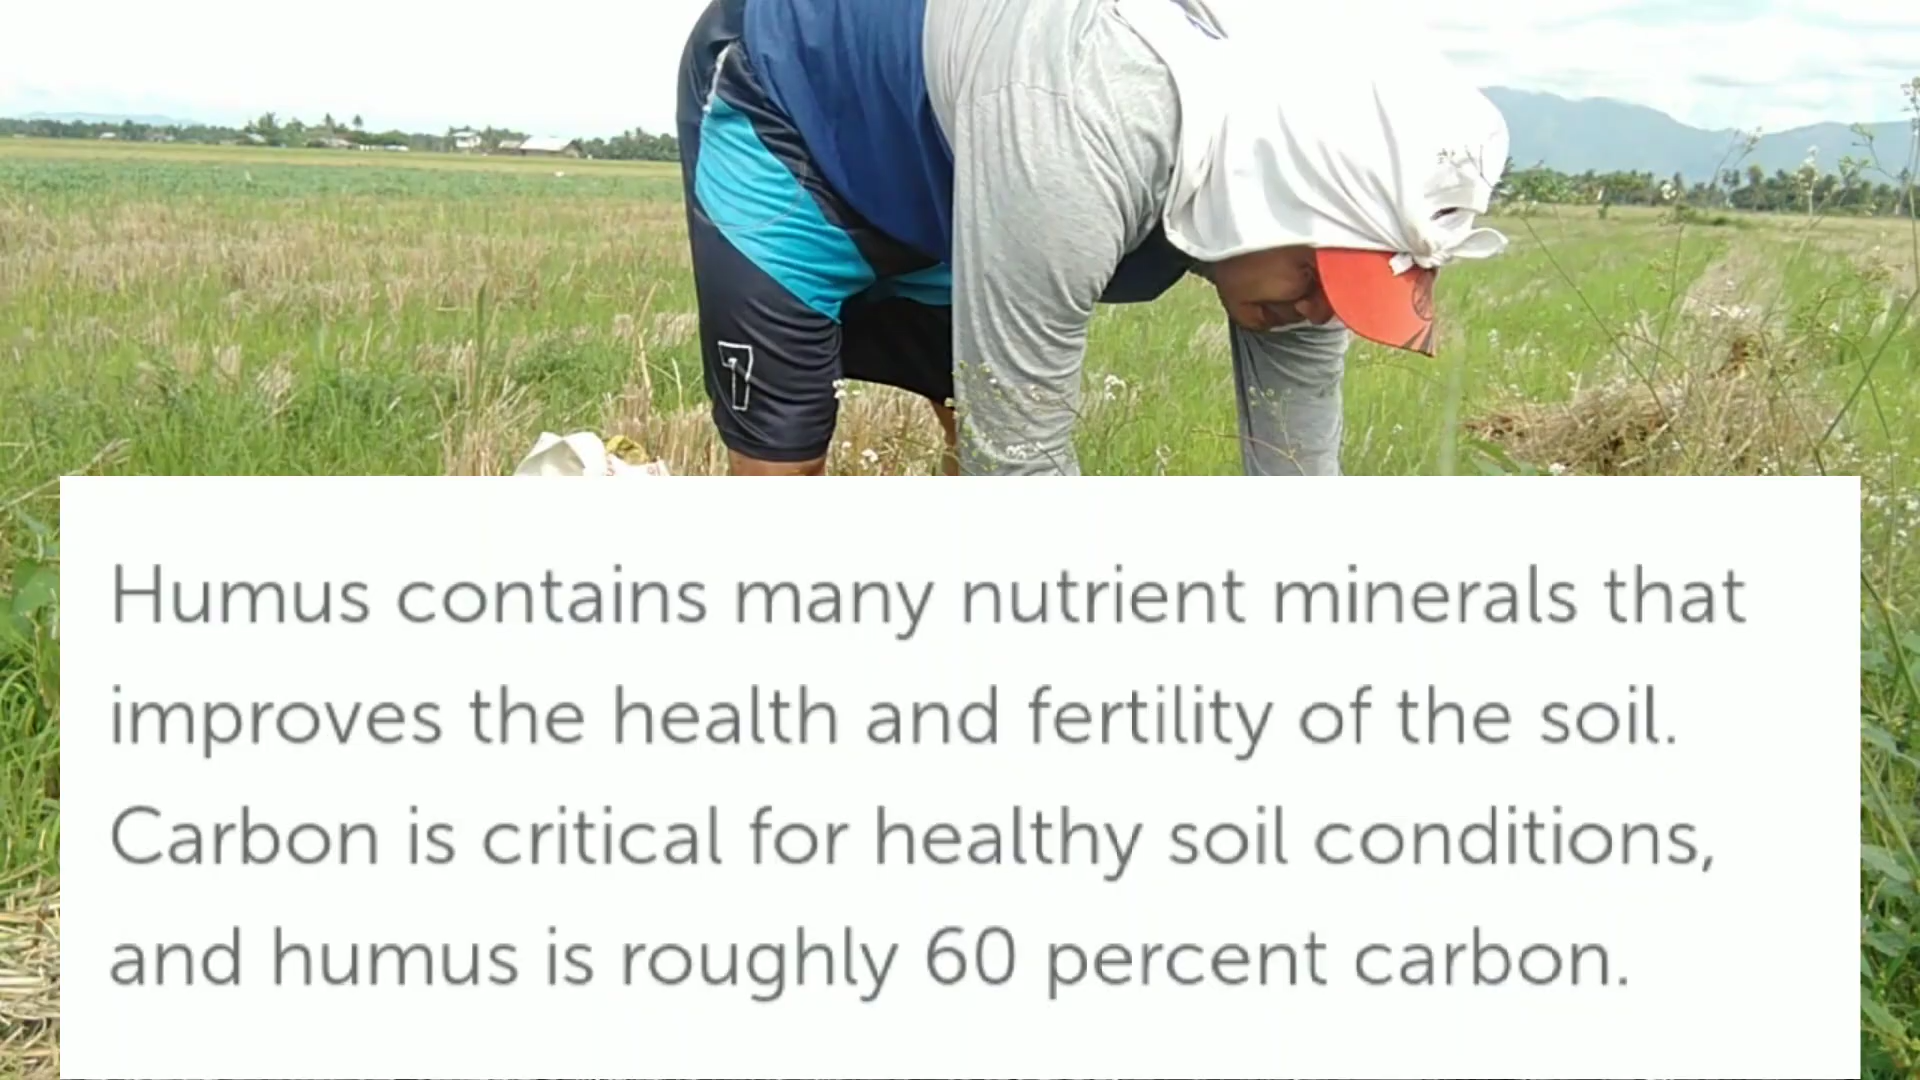 7
Humus contains many nutrient minerals that
improves the health and fertility of the soil.
Carbon is critical for healthy soil conditions,
and humus is roughly 60 percent carbon.